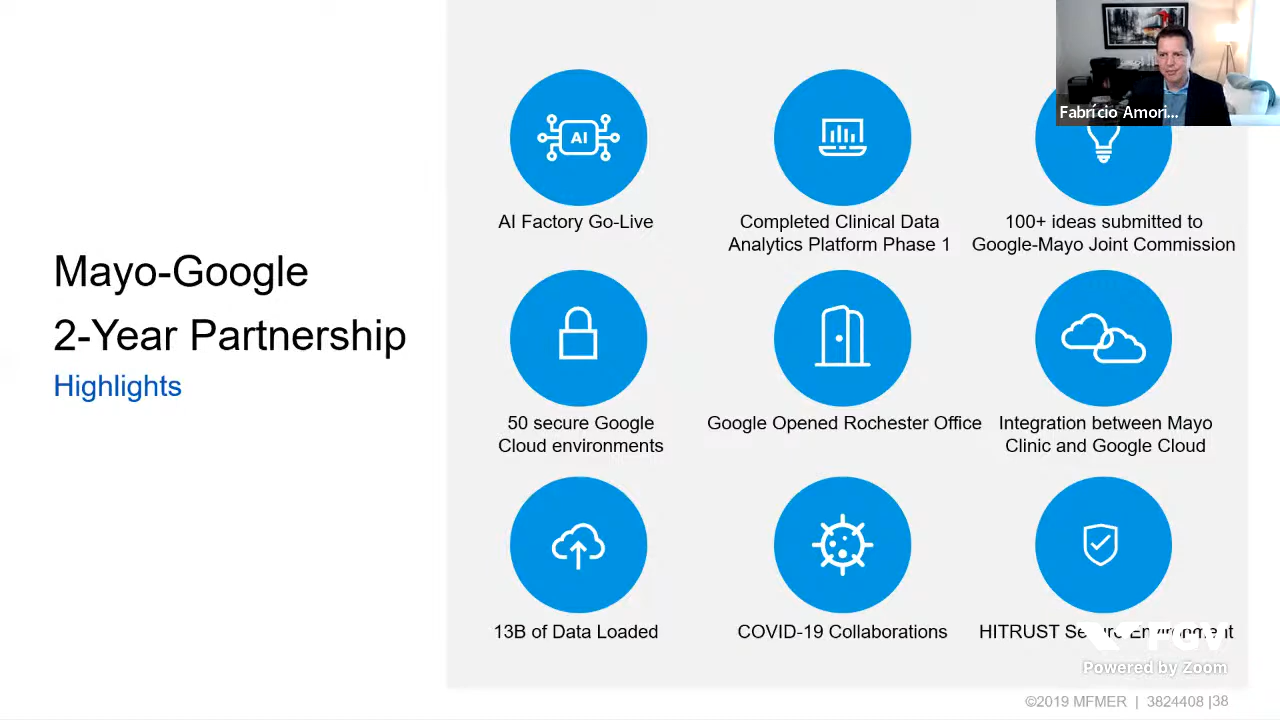 Fabrício Amori...
Mayo-Google
2-Year Partnership
Highlights
AI
AI Factory Go-Live
Completed Clinical Data
Analytics Platform Phase 1
100+ ideas submitted to
Google-Mayo Joint Commission
50 secure Google
Cloud environments
Google Opened Rochester Office
Integration between Mayo
Clinic and Google Cloud
13B of Data Loaded
COVID-19 Collaborations
HITRUST Secure Environment
FGV
Powered by Zoom
©2019 MFMER | 3824408 |38